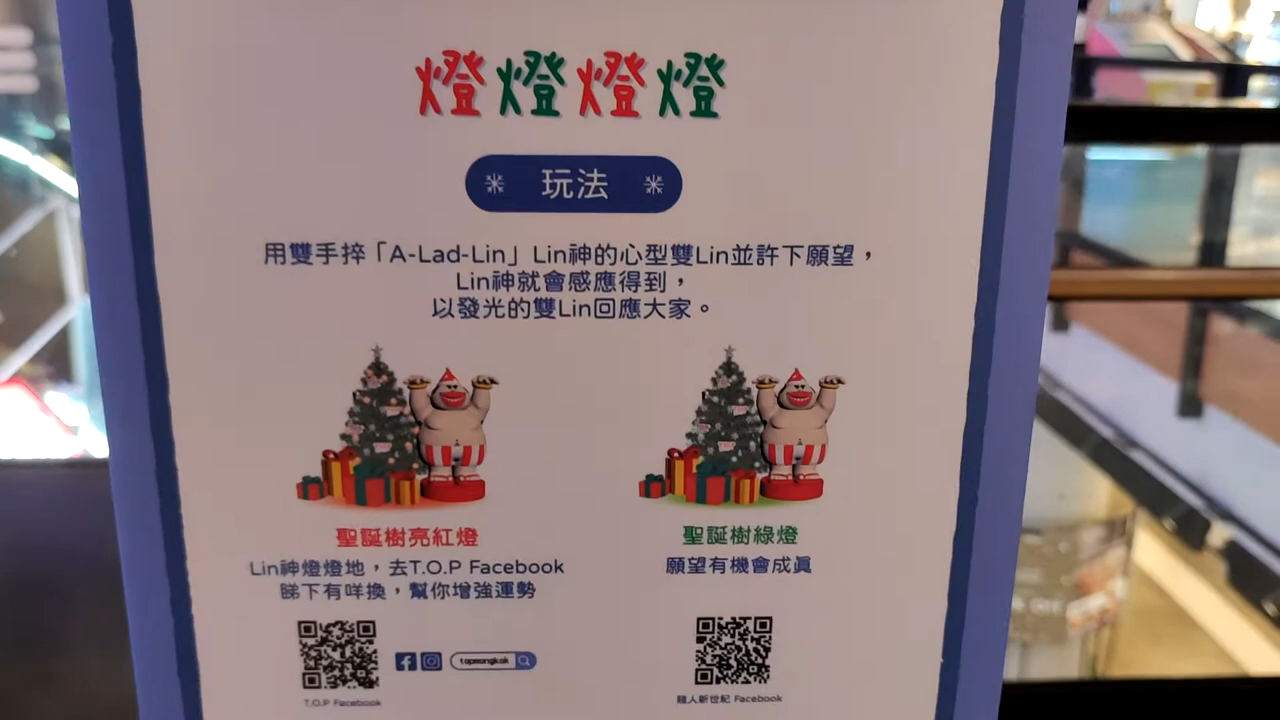 燈燈燈燈
玩法
用雙手捽「A-Lad-Lin」Lin神的心型雙Lin並許下願望，
Lin神就會感應得到，
以發光的雙Lin回應大家。
聖誕樹亮紅燈
Lin神燈燈地，去T.O.P Facebook
睇下有咩換，幫你增強運勢
聖誕樹綠燈
願望有機會成真
topmongkok
T.O.P Facebook
賤人新世紀 Facebook